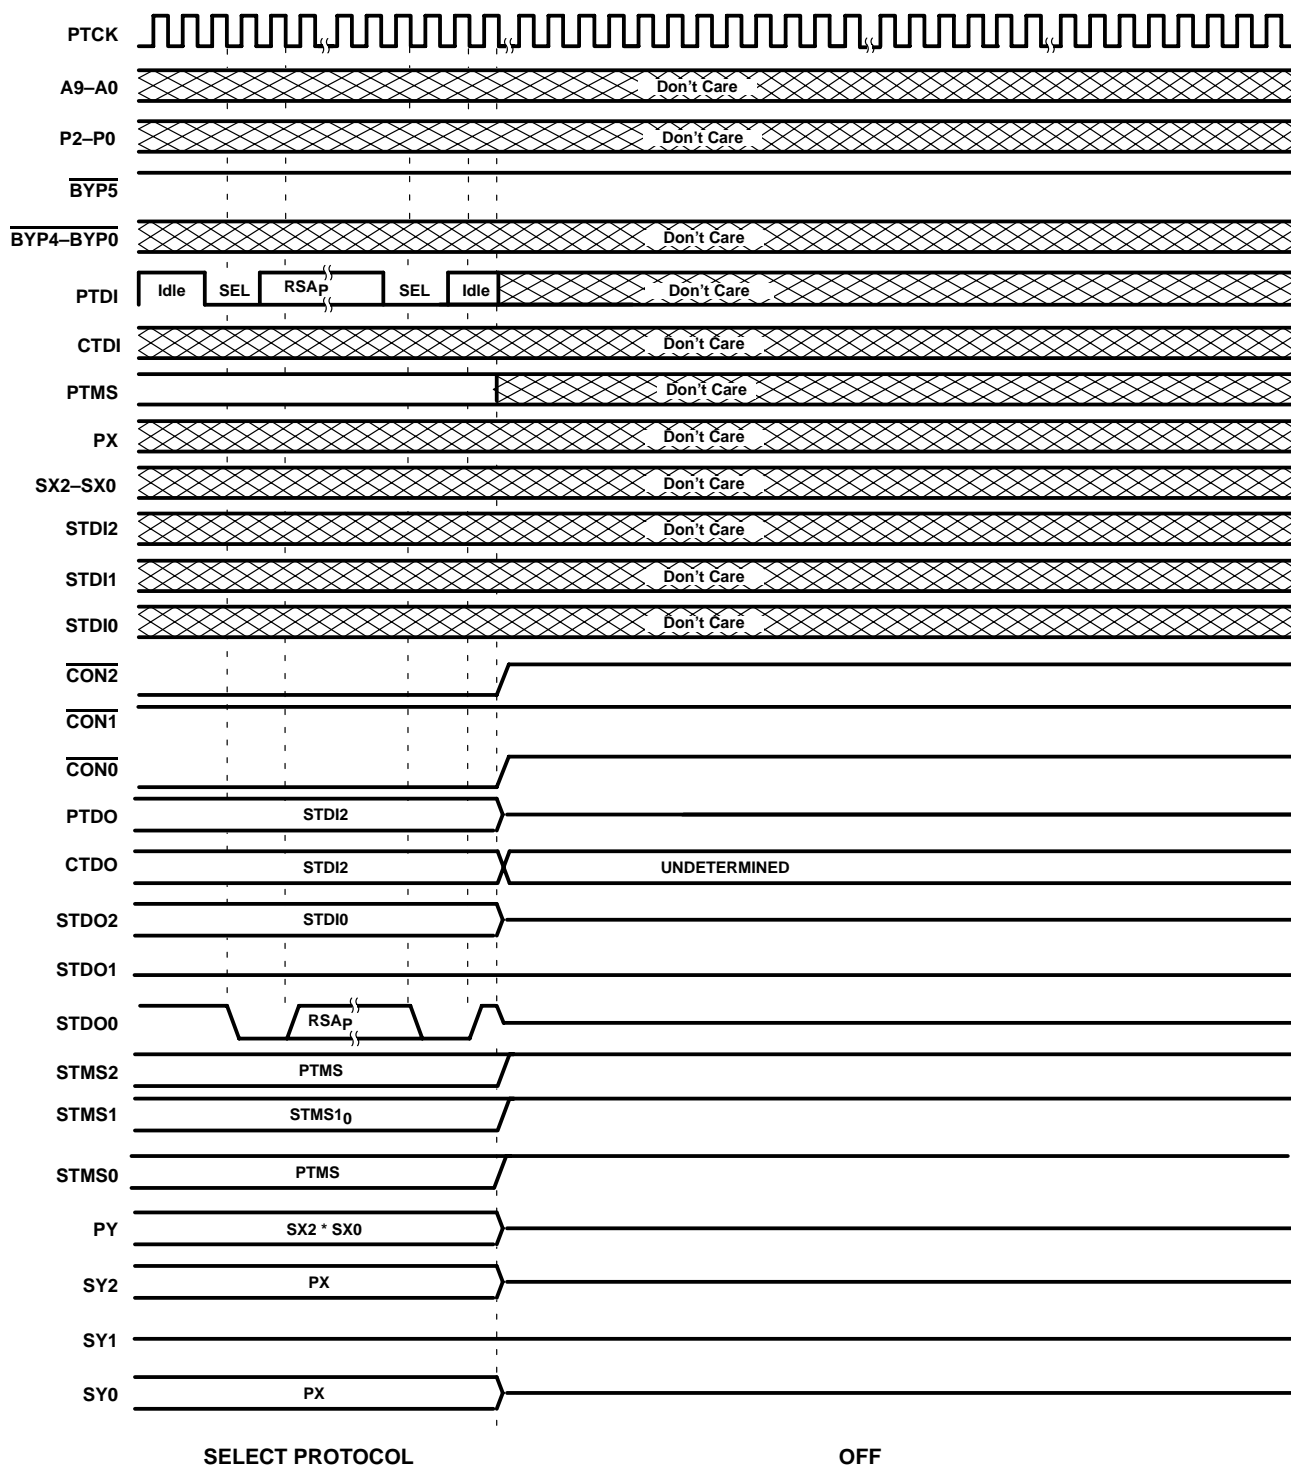 PTCK
A9–A0 Don't Care
P2–P0 Don't Care
BYP5
BYP4–BYP0 Don't Care
PTDI Idle SEL RSAP SEL Idle Don't Care
CTDI Don't Care
PTMS Don't Care
PX Don't Care
SX2–SX0 Don't Care
STDI2 Don't Care
STDI1 Don't Care
STDI0 Don't Care
CON2
CON1
CON0
PTDO STDI2
CTDO STDI2 UNDETERMINED
STDO2 STDI0
STDO1
STDO0 RSAP
STMS2 PTMS
STMS1 STMS10
STMS0 PTMS
PY SX2 * SX0
SY2 PX
SY1
SY0 PX
SELECT PROTOCOL OFF